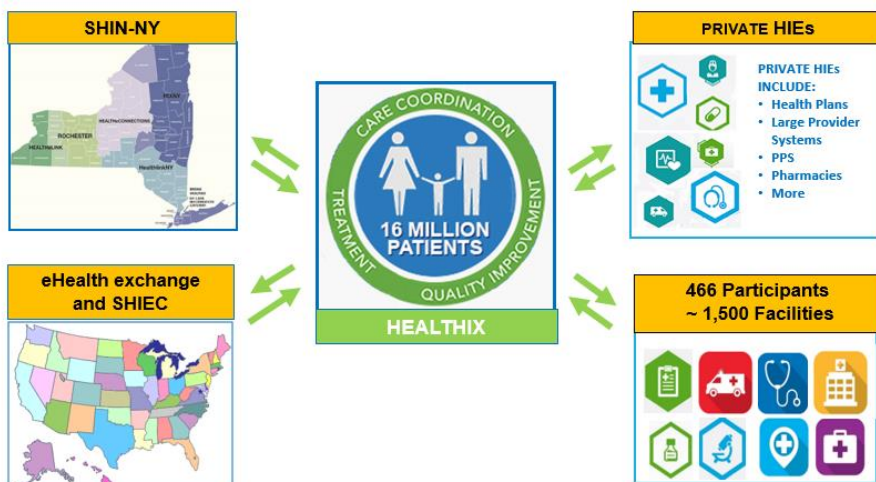 SHIN-NY
HEALTHeLINK
ROCHESTER
HEALTHeCONNECTIONS
HIXNY
HealthlinkNY
eHealth exchange
and SHIEC
CARE COORDINATION
TREATMENT
QUALITY IMPROVEMENT
16 MILLION
PATIENTS
HEALTHIX
PRIVATE HIEs
PRIVATE HIEs
INCLUDE:
• Health Plans
• Large Provider
Systems
• PPS
• Pharmacies
• More
466 Participants
~ 1,500 Facilities